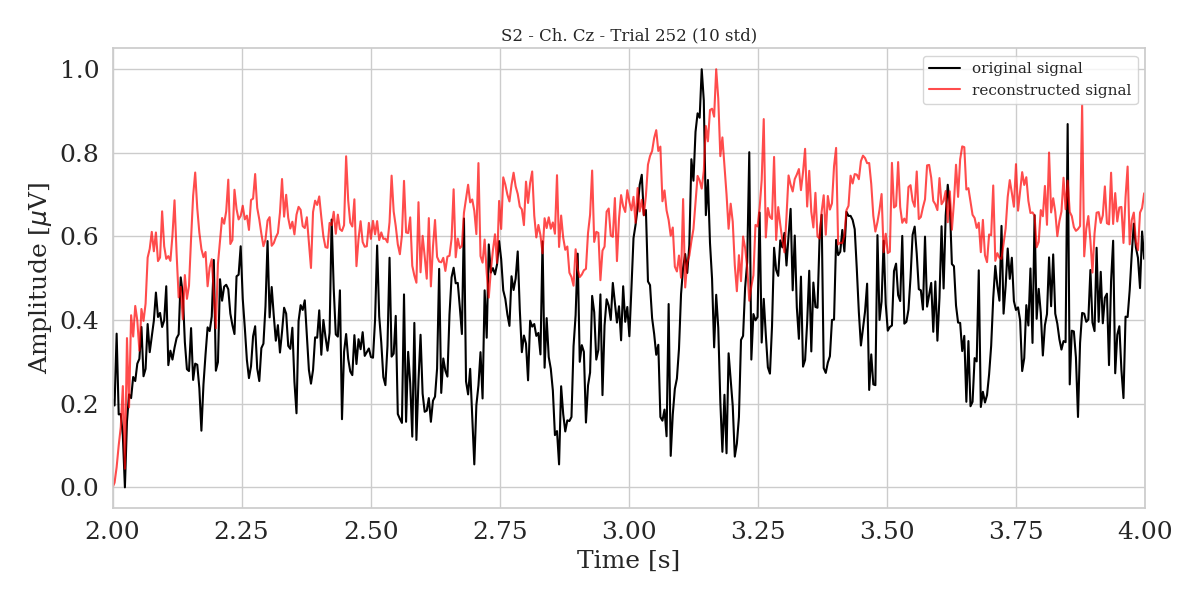 S2 - Ch. Cz - Trial 252 (10 std)
original signal
reconstructed signal
Amplitude [μV]
1.0
0.8
0.6
0.4
0.2
0.0
2.00 2.25 2.50 2.75 3.00 3.25 3.50 3.75 4.00
Time [s]